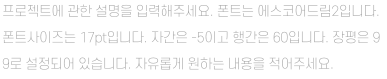 프로젝트에 관한 설명을 입력해주세요. 폰트는 에스코어드림2입니다.
폰트사이즈는 17pt입니다. 자간은 -5이고 행간은 60입니다. 장평은 9
9로 설정되어 있습니다. 자유롭게 원하는 내용을 적어주세요.